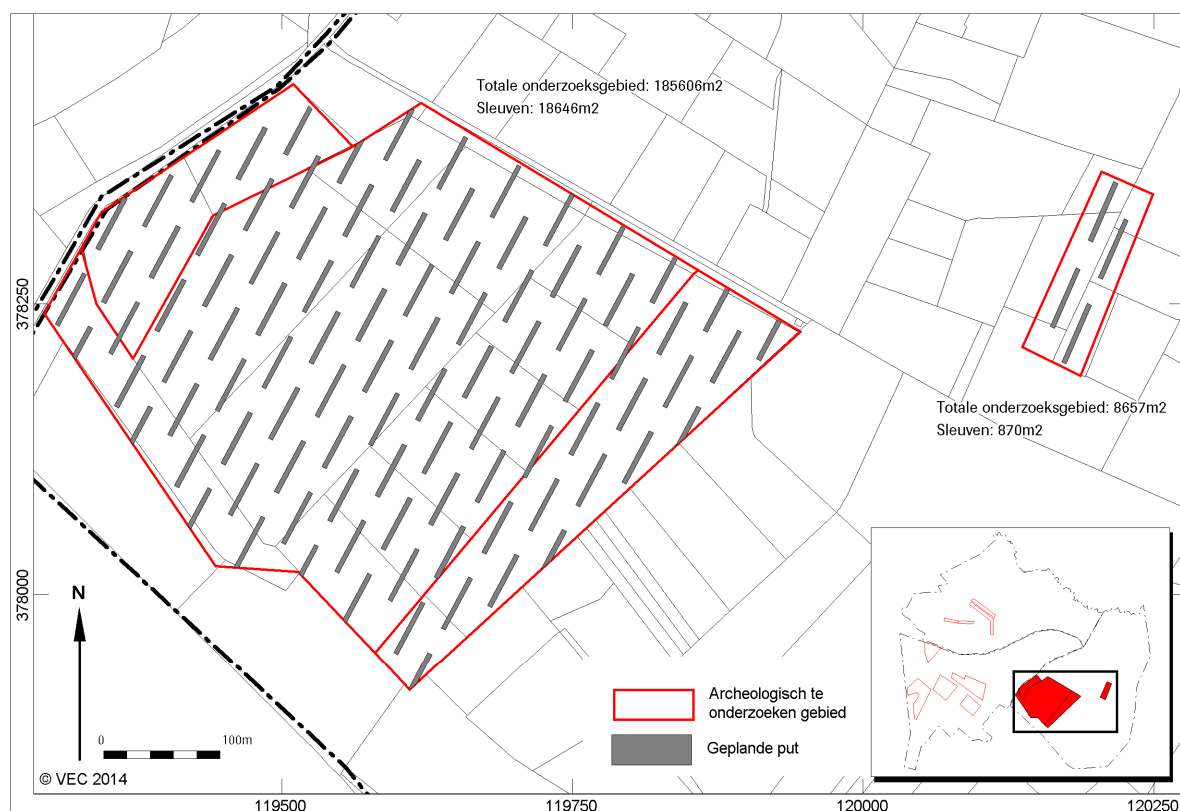 Totale onderzoeksgebied: 185606m2
Sleuven: 18646m2
378250
Totale onderzoeksgebied: 8657m2
Sleuven: 870m2
378000
N
0 100m
Archeologisch te
onderzoeken gebied
Geplande put
© VEC 2014
119500 119750 120000 120250